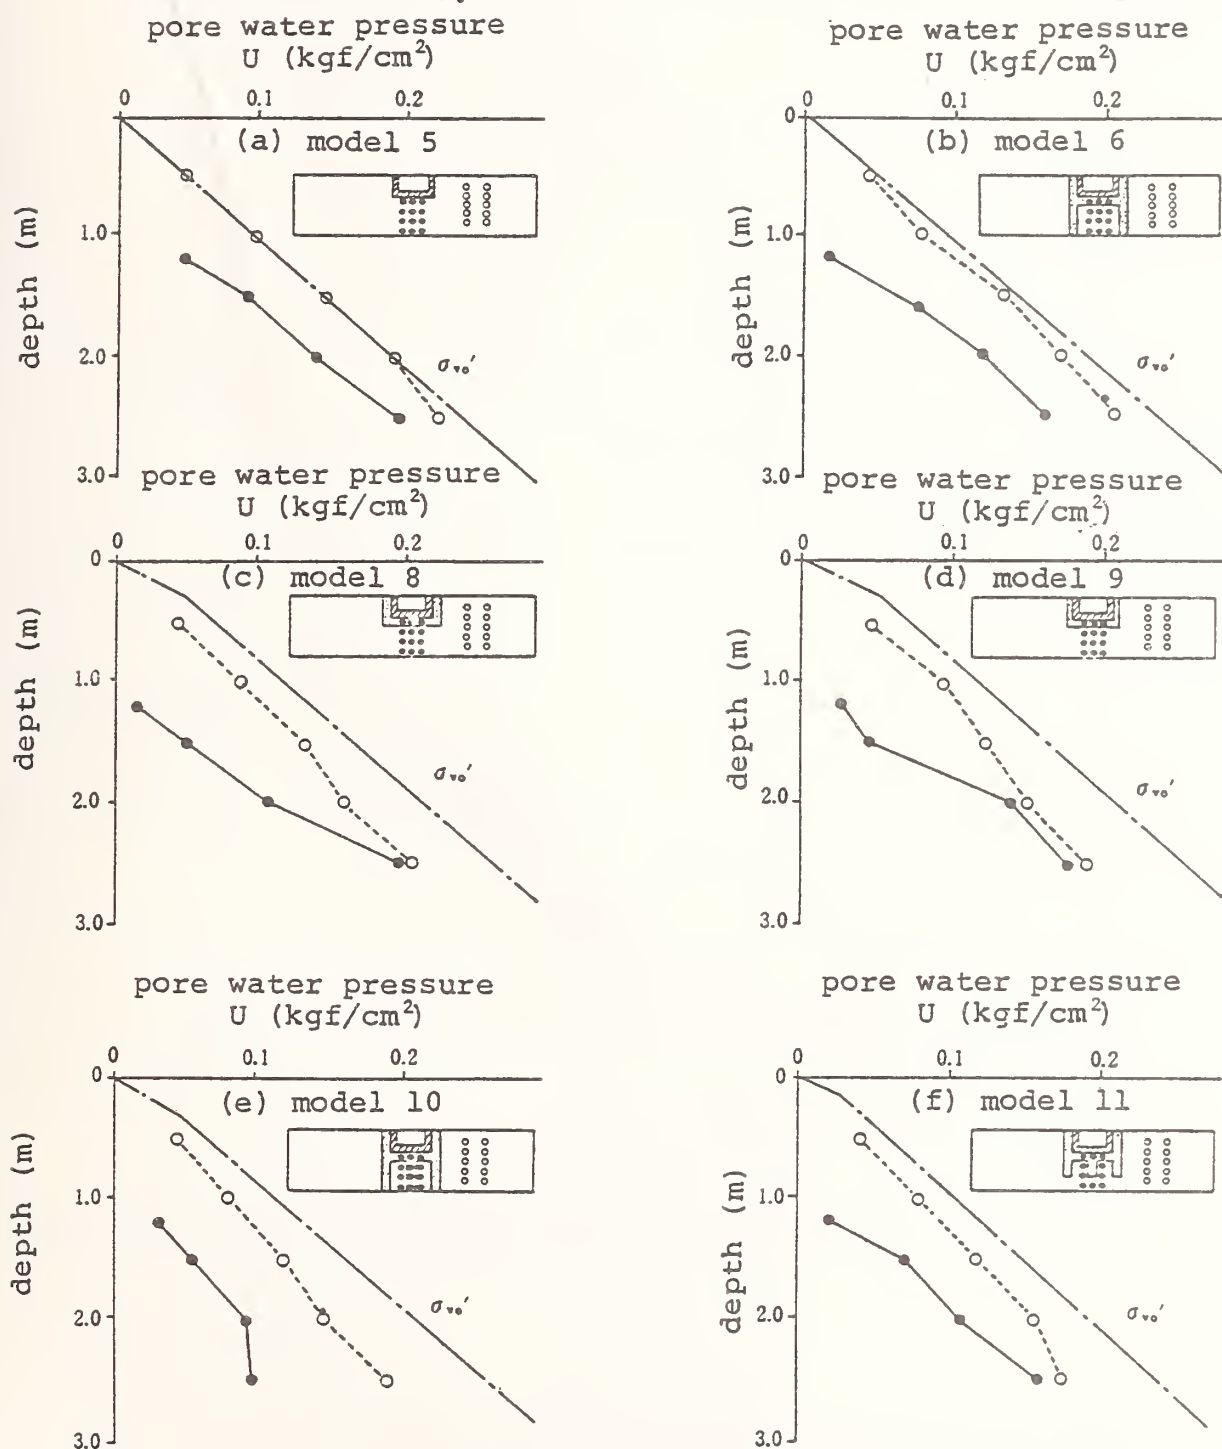 pore water pressure
U (kgf/cm²)
0 0.1 0.2
0
(a) model 5
1.0
2.0
3.0
depth (m)
σvo'
pore water pressure
U (kgf/cm²)
0 0.1 0.2
0
(b) model 6
1.0
2.0
3.0
depth (m)
σvo'
pore water pressure
U (kgf/cm²)
0 0.1 0.2
0
(c) model 8
1.0
2.0
3.0
depth (m)
σvo'
pore water pressure
U (kgf/cm²)
0 0.1 0.2
0
(d) model 9
1.0
2.0
3.0
depth (m)
σvo'
pore water pressure
U (kgf/cm²)
0 0.1 0.2
0
(e) model 10
1.0
2.0
3.0
depth (m)
σvo'
pore water pressure
U (kgf/cm²)
0 0.1 0.2
0
(f) model 11
1.0
2.0
3.0
depth (m)
σvo'